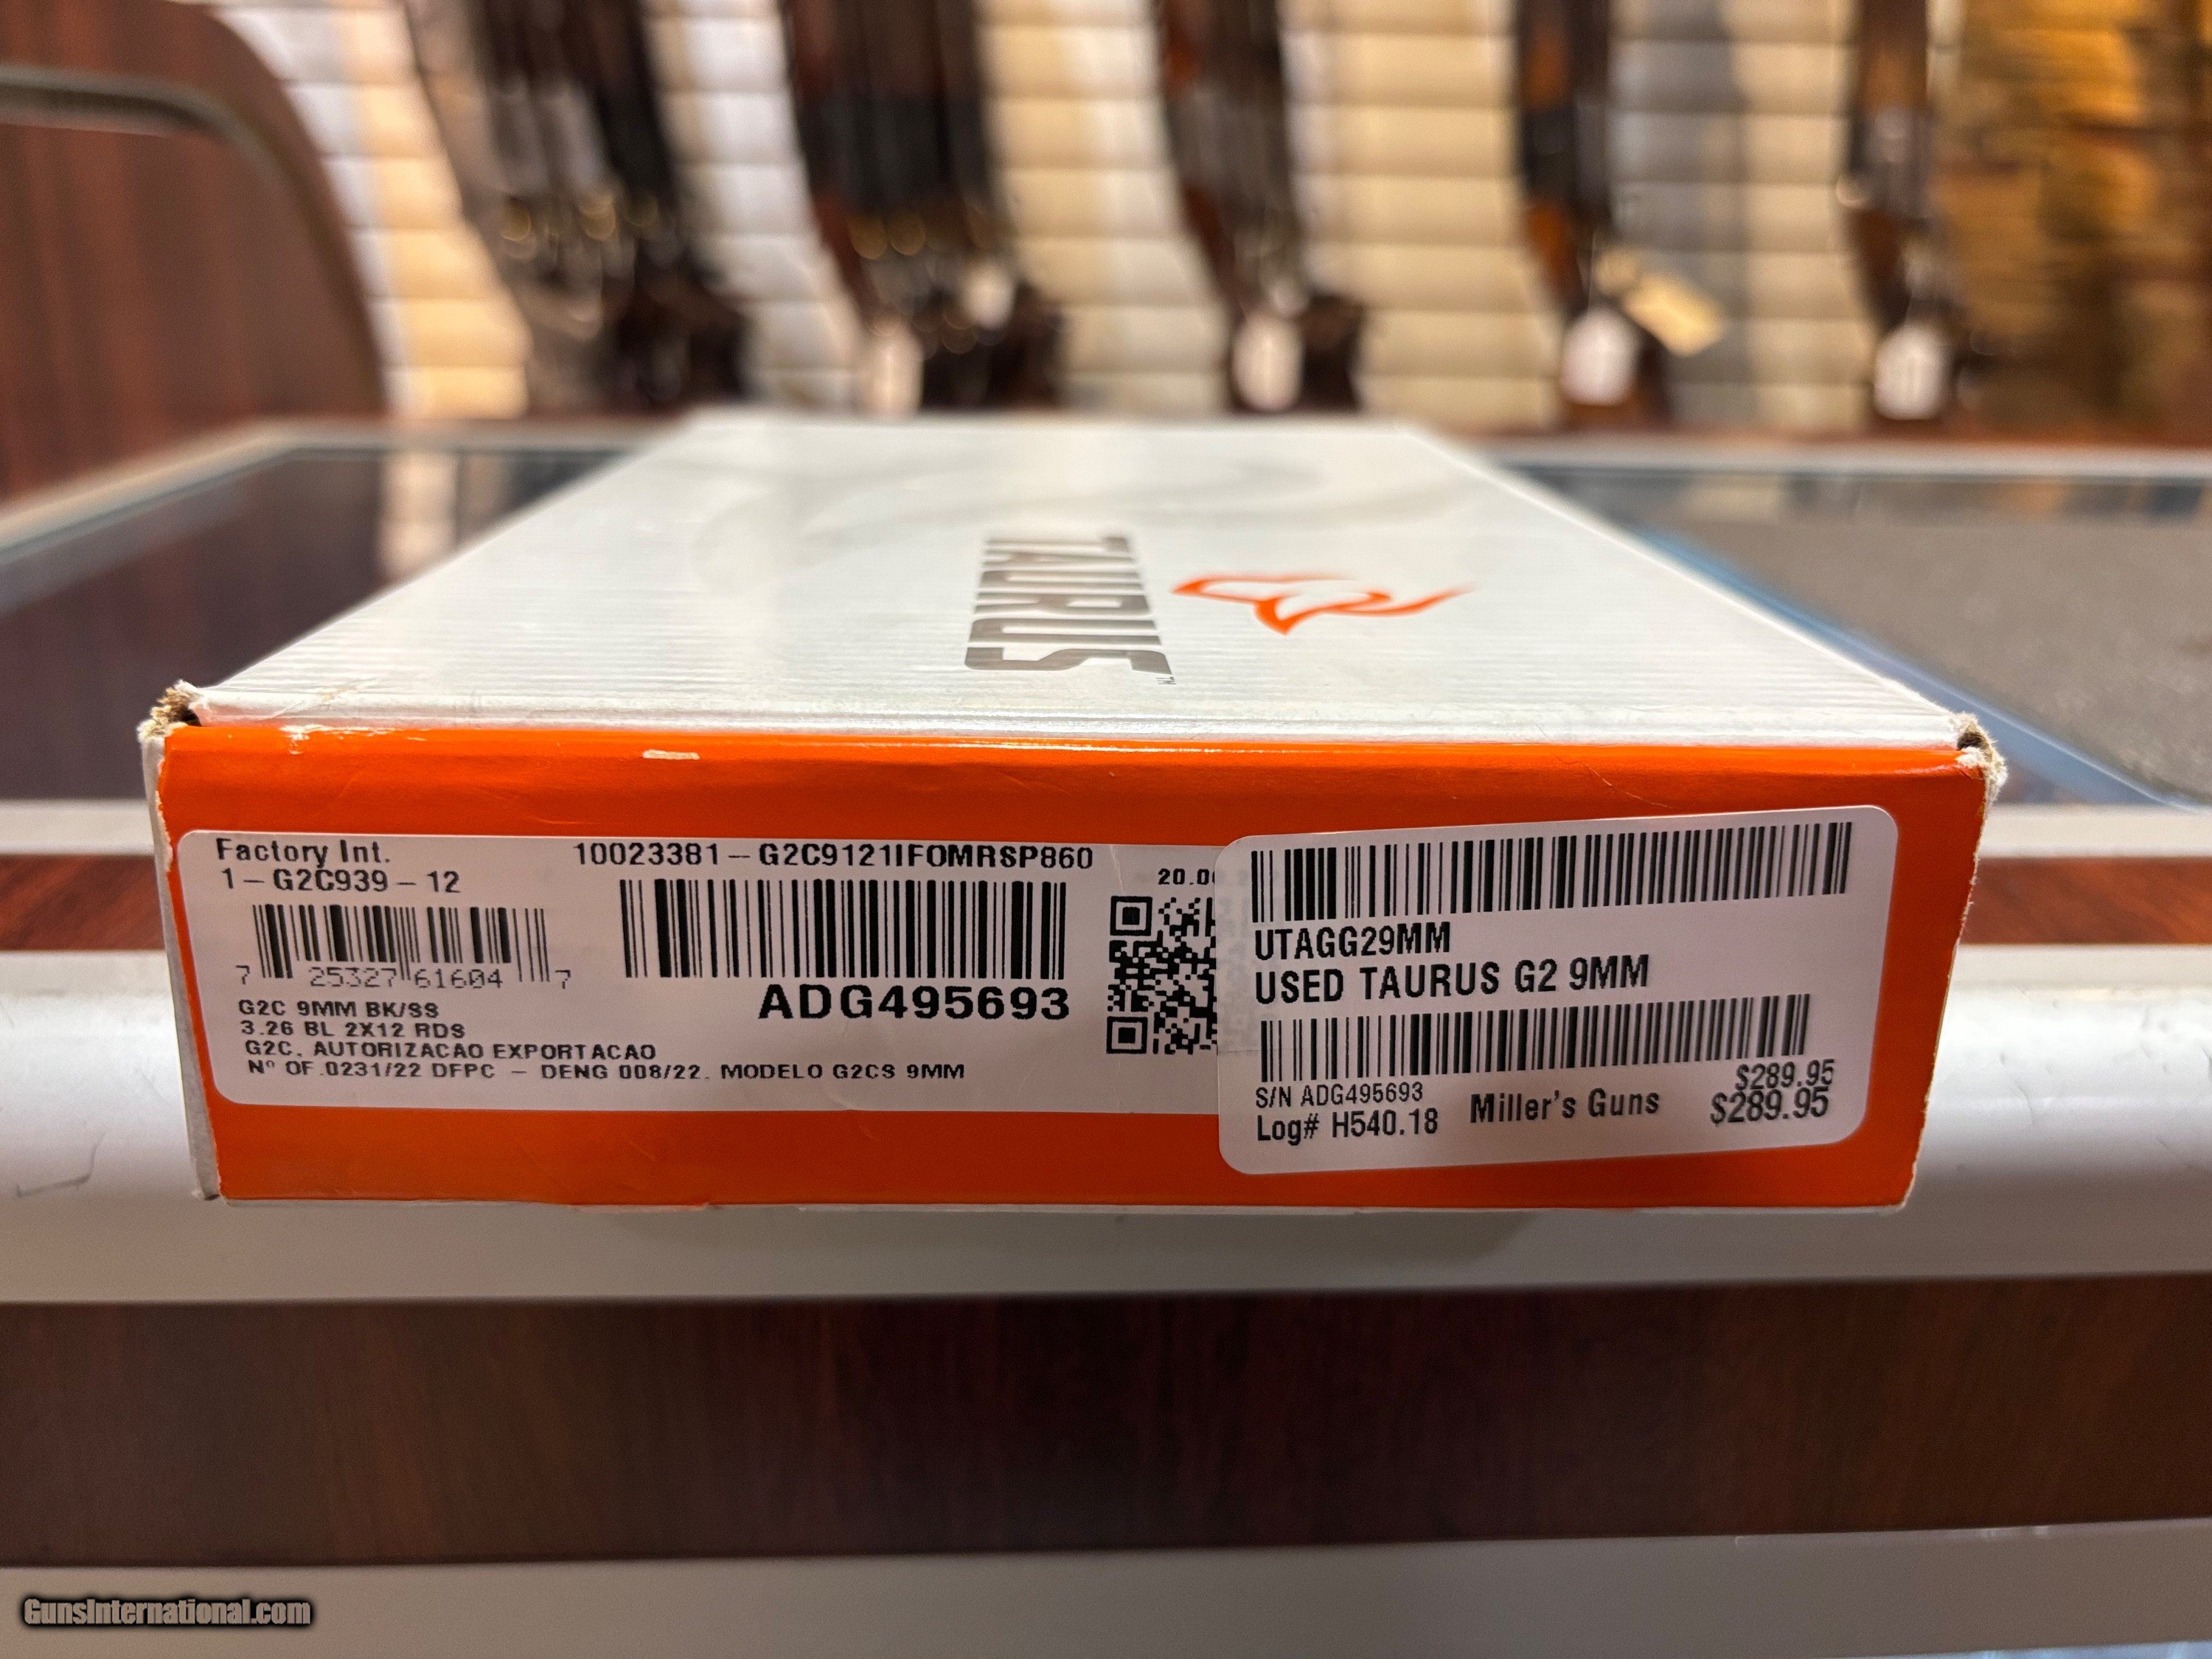 TAURUS
Factory Int.
1-G2C939-12
7 25327 61604 7
G2C 9MM BK/SS
3.26 BL 2X12 RDS
G2C. AUTORIZACAO EXPORTACAO
Nº OF.0231/22 DFPC - DENG 008/22. MODELO G2CS 9MM
10023381-G2C9121IFOMRSP860
ADG495693
UTAGG29MM
USED TAURUS G2 9MM
S/N ADG495693
Log# H540.18
Miller's Guns
$289.95
$289.95
GunsInternational.com